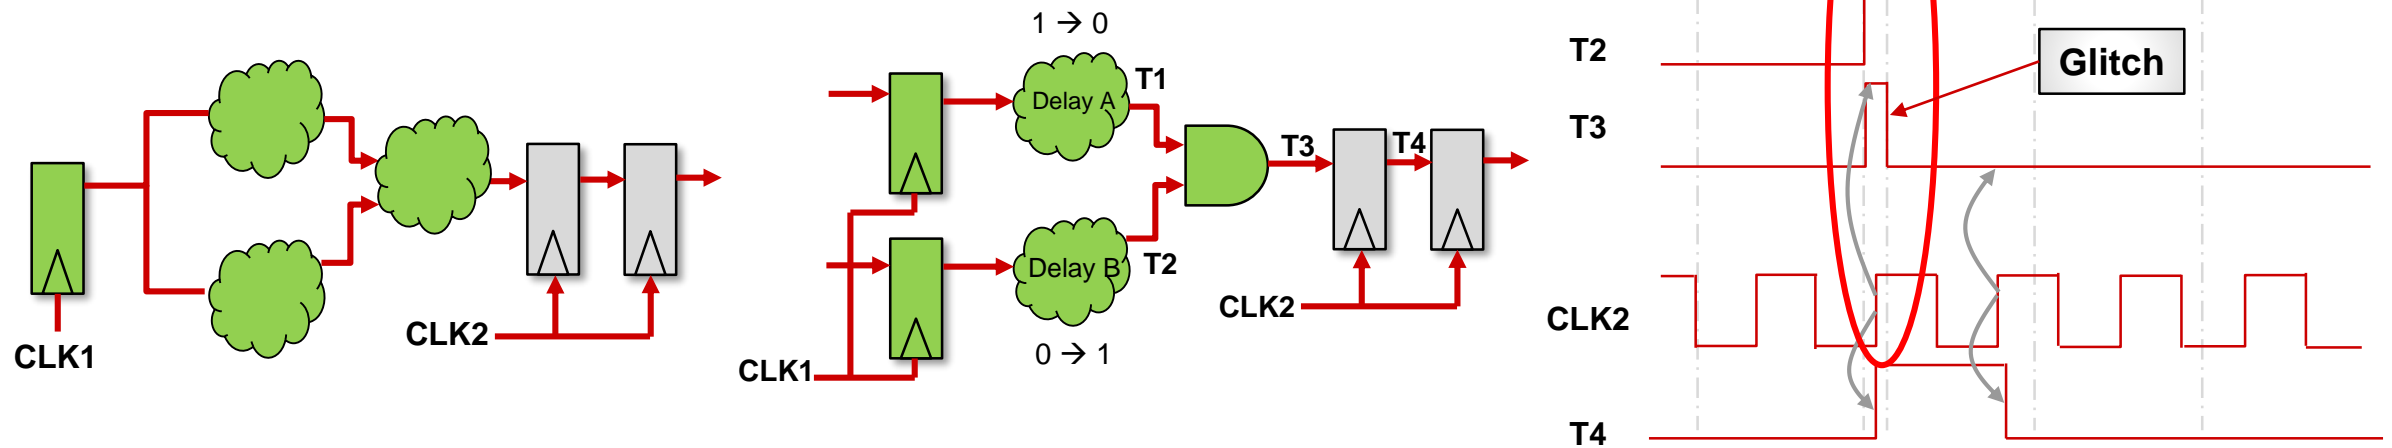 CLK1
CLK2
1 → 0
Delay A
T1
Delay B
T2
0 → 1
T3
T4
CLK2
CLK1
T2
Glitch
T3
CLK2
T4